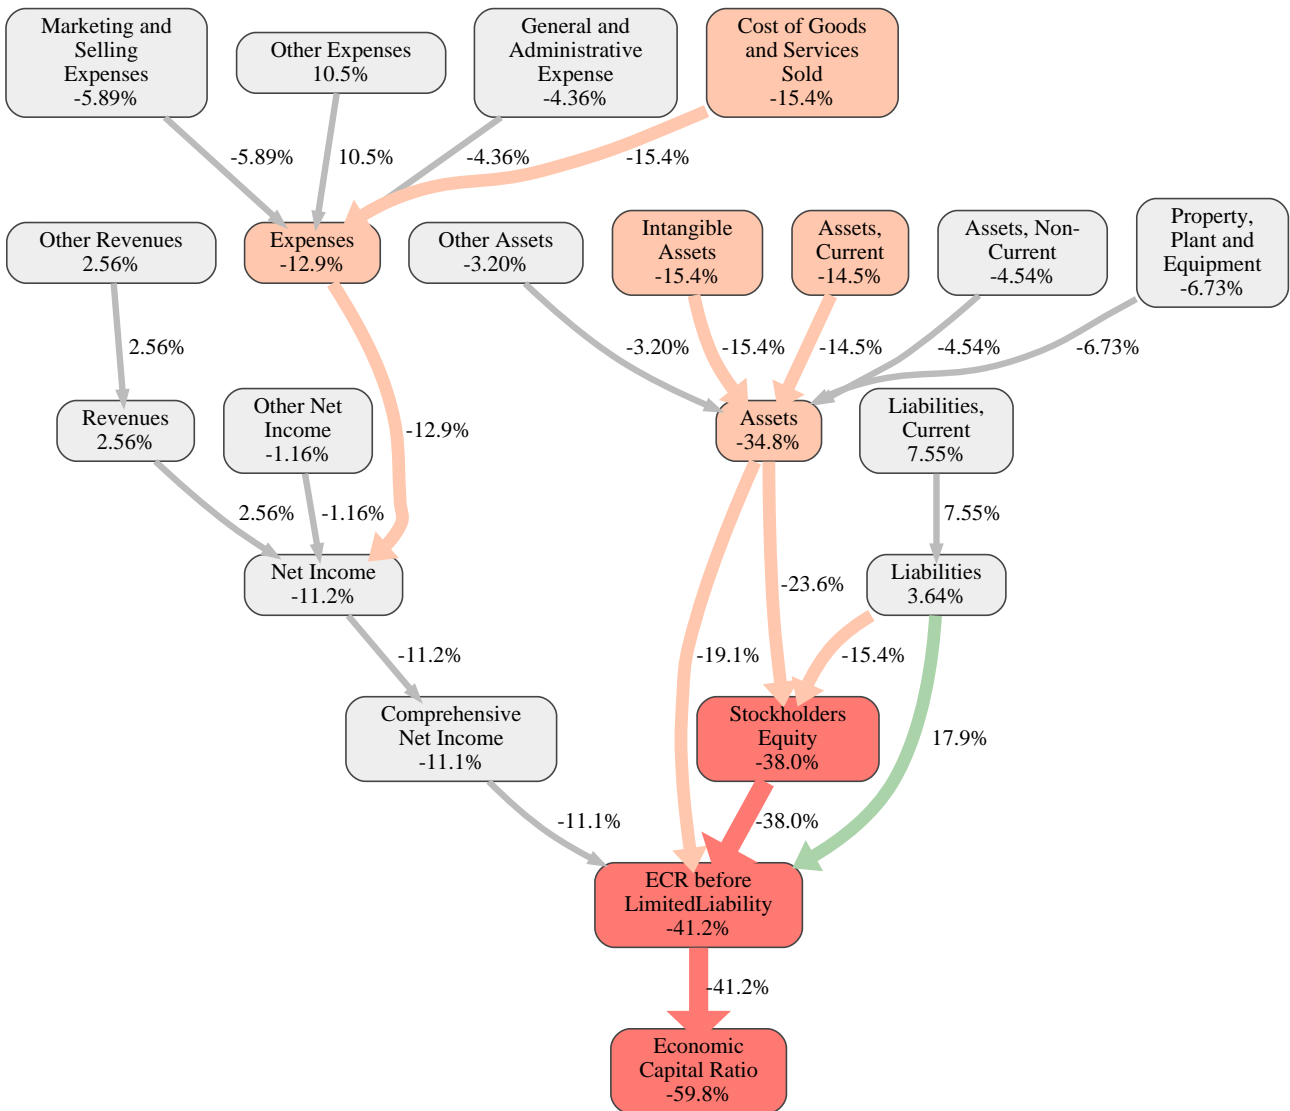 Marketing and
Selling
Expenses
-5.89%
Other Expenses
10.5%
General and
Administrative
Expense
-4.36%
Cost of Goods
and Services
Sold
-15.4%
-5.89%
10.5%
-4.36%
-15.4%
Other Revenues
2.56%
Expenses
-12.9%
Other Assets
-3.20%
Intangible
Assets
-15.4%
Assets,
Current
-14.5%
Assets, Non-
Current
-4.54%
Property,
Plant and
Equipment
-6.73%
2.56%
-3.20%
-15.4%
-14.5%
-4.54%
-6.73%
Revenues
2.56%
Other Net
Income
-1.16%
-12.9%
Assets
-34.8%
Liabilities,
Current
7.55%
2.56%
-1.16%
7.55%
Net Income
-11.2%
-23.6%
Liabilities
3.64%
-11.2%
-19.1%
-15.4%
Comprehensive
Net Income
-11.1%
Stockholders
Equity
-38.0%
17.9%
-11.1%
-38.0%
ECR before
LimitedLiability
-41.2%
-41.2%
Economic
Capital Ratio
-59.8%